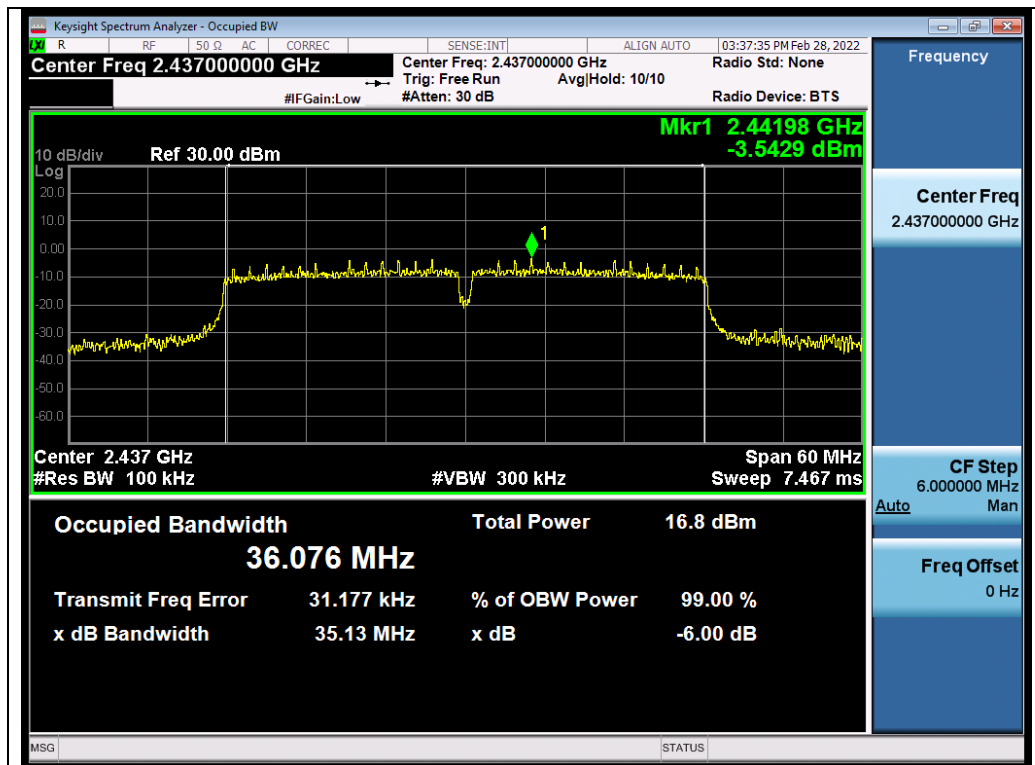 Keysight Spectrum Analyzer - Occupied BW
LXI R RF 50 Ω AC CORREC SENSE:INT ALIGN AUTO 03:37:35 PM Feb 28, 2022
Center Freq 2.437000000 GHz
Center Freq: 2.437000000 GHz Radio Std: None
Trig: Free Run Avg|Hold: 10/10
#IFGain:Low #Atten: 30 dB Radio Device: BTS
Frequency
Mkr1 2.44198 GHz
-3.5429 dBm
10 dB/div Ref 30.00 dBm
Log
20.0
10.0
0.00
-10.0
-20.0
-30.0
-40.0
-50.0
-60.0
1
Center 2.437 GHz Span 60 MHz
#Res BW 100 kHz #VBW 300 kHz Sweep 7.467 ms
Occupied Bandwidth Total Power 16.8 dBm
36.076 MHz
Transmit Freq Error 31.177 kHz % of OBW Power 99.00 %
x dB Bandwidth 35.13 MHz x dB -6.00 dB
Center Freq
2.437000000 GHz
CF Step
6.000000 MHz
Auto Man
Freq Offset
0 Hz
MSG STATUS